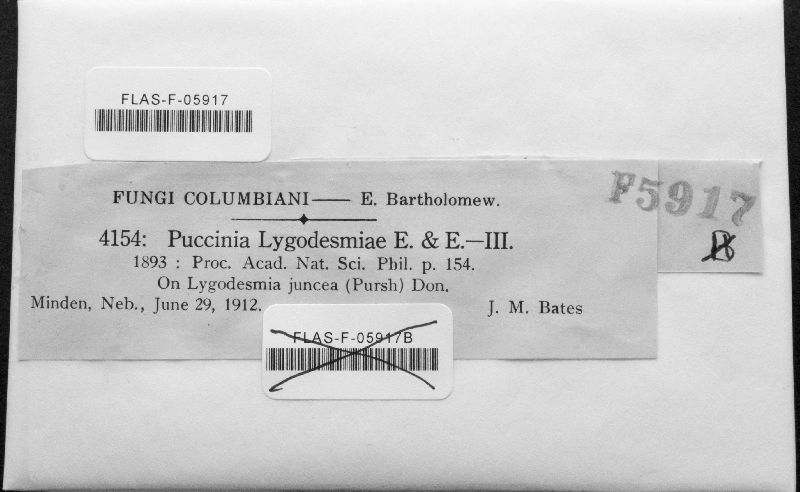 FLAS-F-05917
FUNGI COLUMBIANI— E. Bartholomew.
F5917
4154: Puccinia Lygodesmiae E. & E.—III.
B
1893 : Proc. Acad. Nat. Sci. Phil. p. 154.
On Lygodesmia juncea (Pursh) Don.
Minden, Neb., June 29, 1912.
J. M. Bates
FLAS-F-05917B